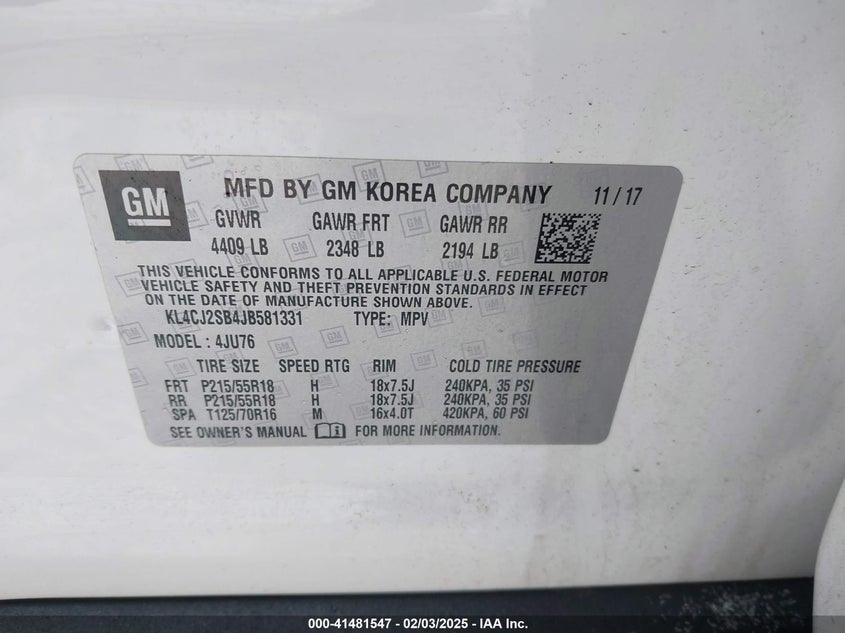 GM MFD BY GM KOREA COMPANY 11 / 17
GVWR GAWR FRT GAWR RR
4409 LB 2348 LB 2194 LB
THIS VEHICLE CONFORMS TO ALL APPLICABLE U.S. FEDERAL MOTOR
VEHICLE SAFETY AND THEFT PREVENTION STANDARDS IN EFFECT
ON THE DATE OF MANUFACTURE SHOWN ABOVE.
KL4CJ2SB4JB581331 TYPE: MPV
MODEL : 4JU76
TIRE SIZE SPEED RTG RIM COLD TIRE PRESSURE
FRT P215/55R18 H 18x7.5J 240KPA, 35 PSI
RR P215/55R18 H 18x7.5J 240KPA, 35 PSI
SPA T125/70R16 M 16x4.0T 420KPA, 60 PSI
SEE OWNER'S MANUAL FOR MORE INFORMATION.
000-41481547 - 02/03/2025 - IAA Inc.